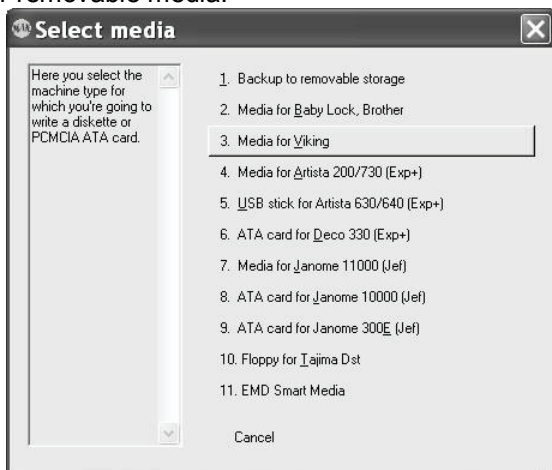 removable media.
Select media
Here you select the
machine type for
which you're going to
write a diskette or
PCMCIA ATA card.
1. Backup to removable storage
2. Media for Baby Lock, Brother
3. Media for Viking
4. Media for Artista 200/730 (Exp+)
5. USB stick for Artista 630/640 (Exp+)
6. ATA card for Deco 330 (Exp+)
7. Media for Janome 11000 (Jef)
8. ATA card for Janome 10000 (Jef)
9. ATA card for Janome 300E (Jef)
10. Floppy for Tajima Dst
11. EMD Smart Media
Cancel